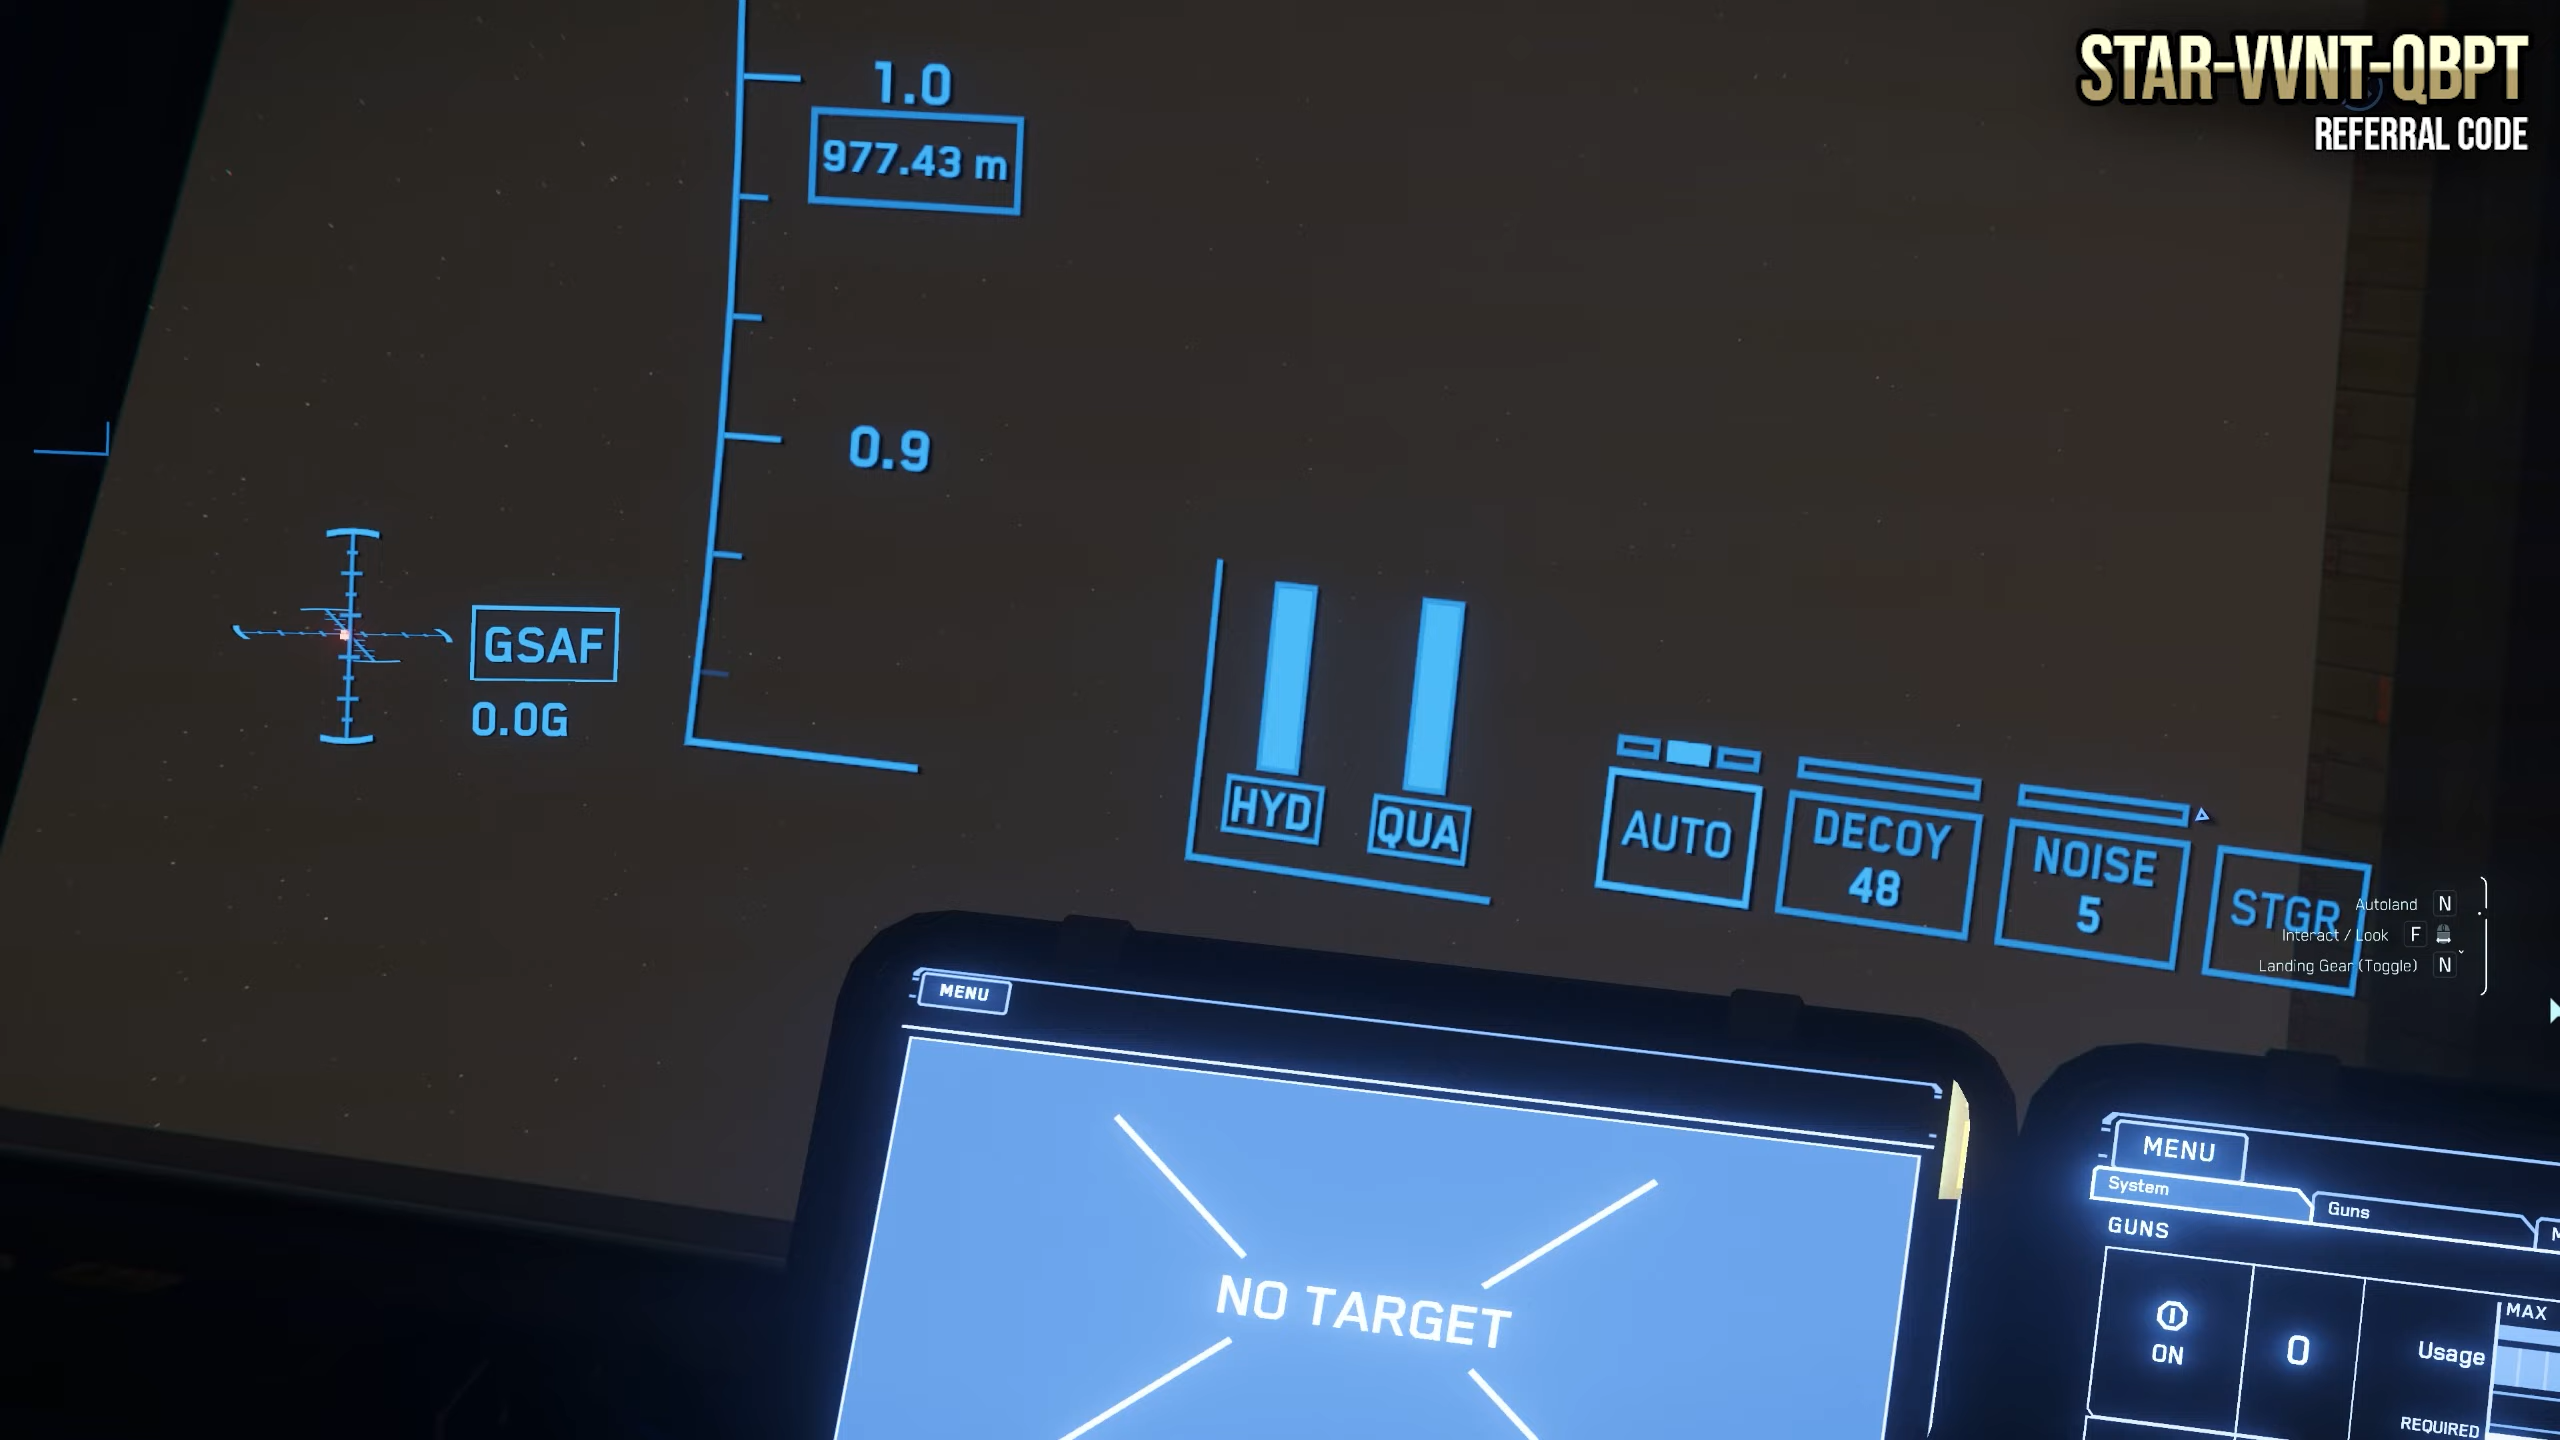 STAR-VVNT-QBPT
REFERRAL CODE
1.0
977.43 m
0.9
GSAF
0.0G
HYD
QUA
AUTO
DECOY
48
NOISE
5
STGR
Autoland N
Interact / Look F
Landing Gear (Toggle) N
MENU
NO TARGET
MENU
System
Guns
GUNS
ON
0
Usage
MAX
REQUIRED